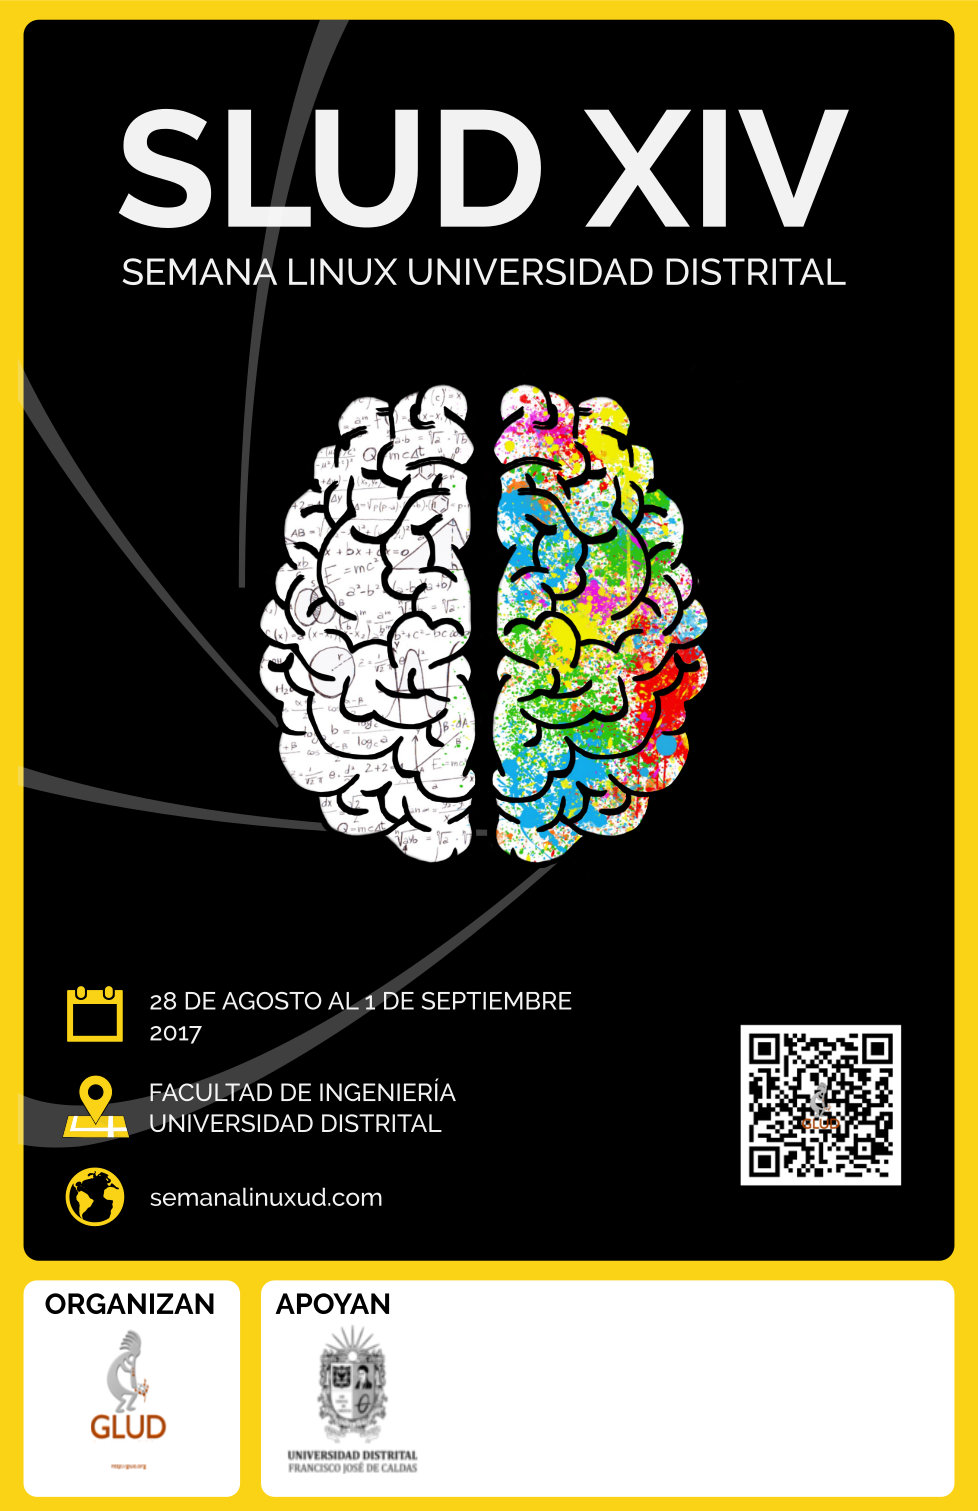 SLUD XIV
SEMANA LINUX UNIVERSIDAD DISTRITAL
28 DE AGOSTO AL 1 DE SEPTIEMBRE
2017
FACULTAD DE INGENIERÍA
UNIVERSIDAD DISTRITAL
semanalinuxud.com
GLUD
ORGANIZAN
GLUD
APOYAN
UNIVERSIDAD DISTRITAL
FRANCISCO JOSÉ DE CALDAS